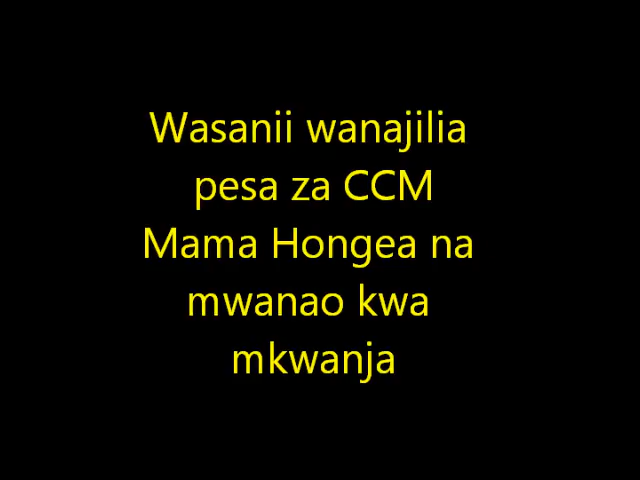 Wasanii wanajilia
pesa za CCM
Mama Hongea na
mwanao kwa
mkwanja